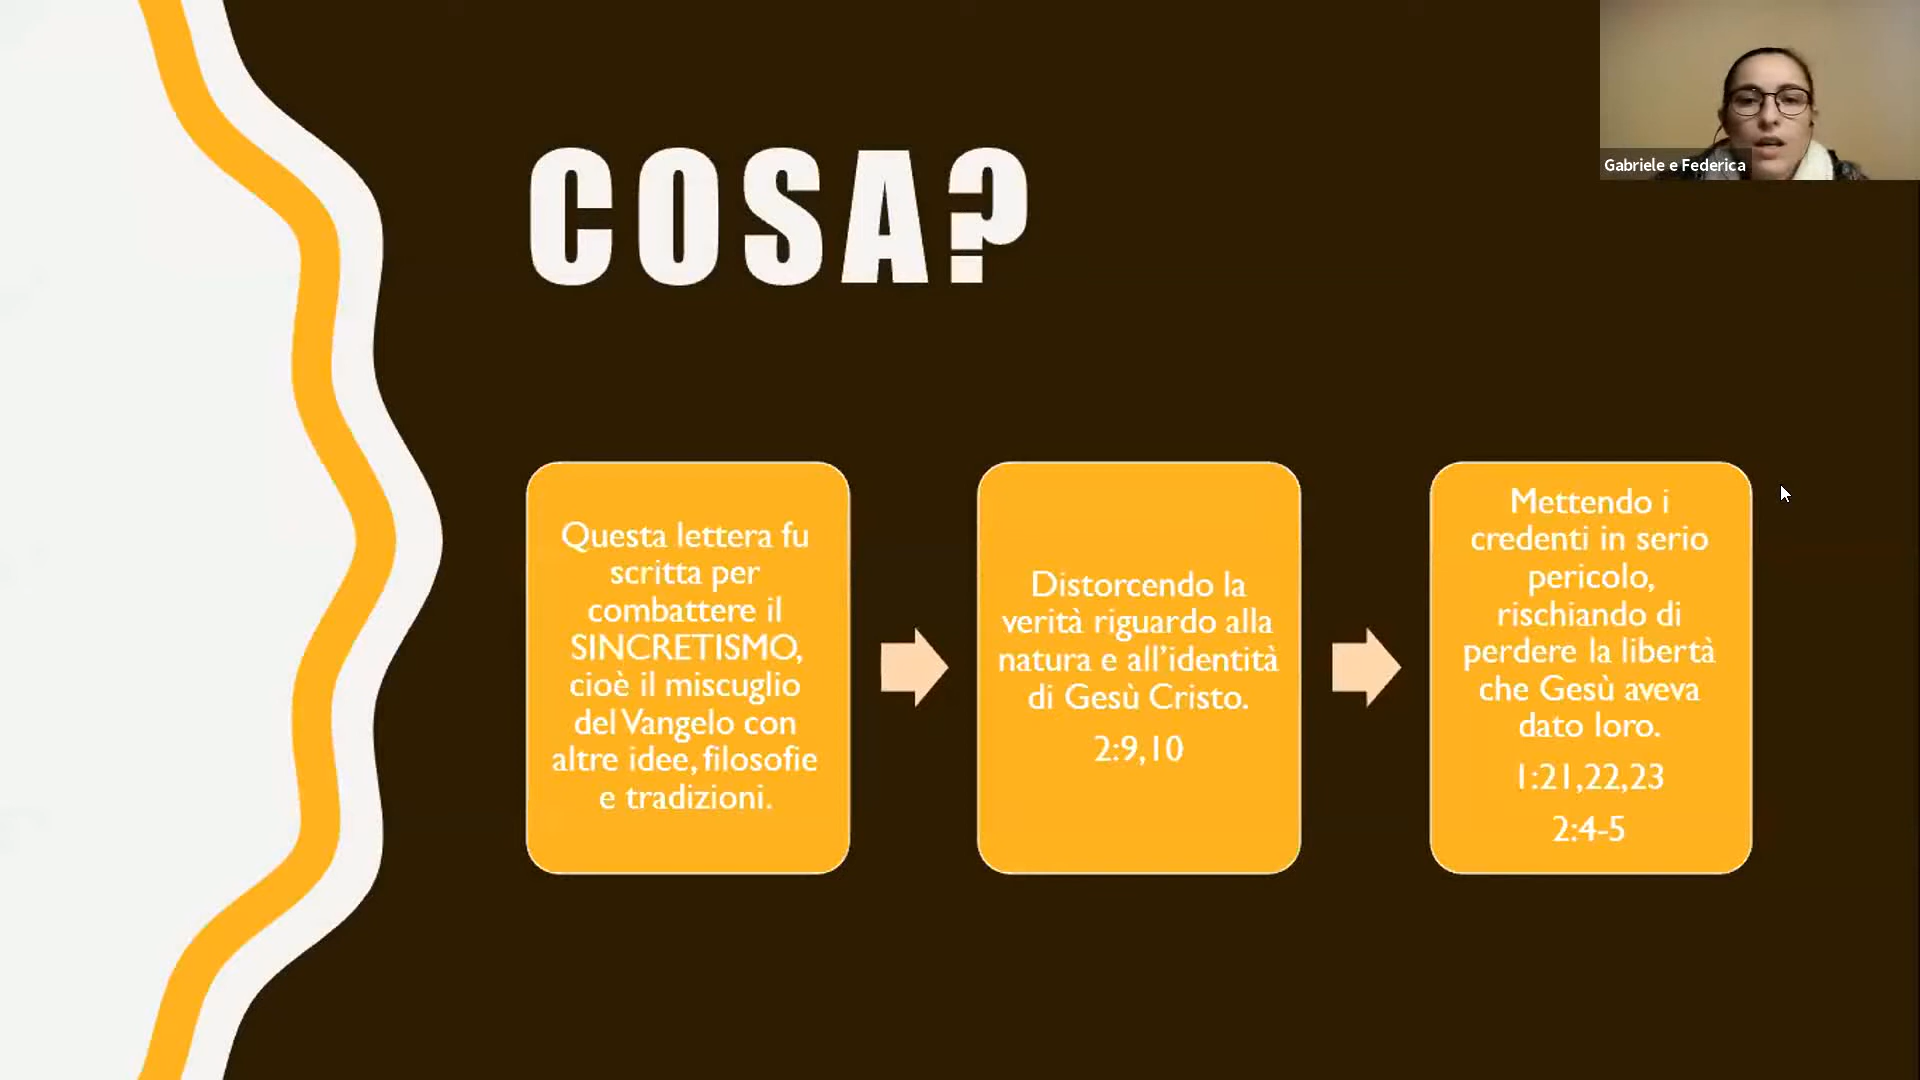 COSA?
Gabriele e Federica
Questa lettera fu
scritta per
combattere il
SINCRETISMO,
cioè il miscuglio
del Vangelo con
altre idee, filosofie
e tradizioni.
Distorcendo la
verità riguardo alla
natura e all’identità
di Gesù Cristo.
2:9,10
Mettendo i
credenti in serio
pericolo,
rischiando di
perdere la libertà
che Gesù aveva
dato loro.
1:21,22,23
2:4-5